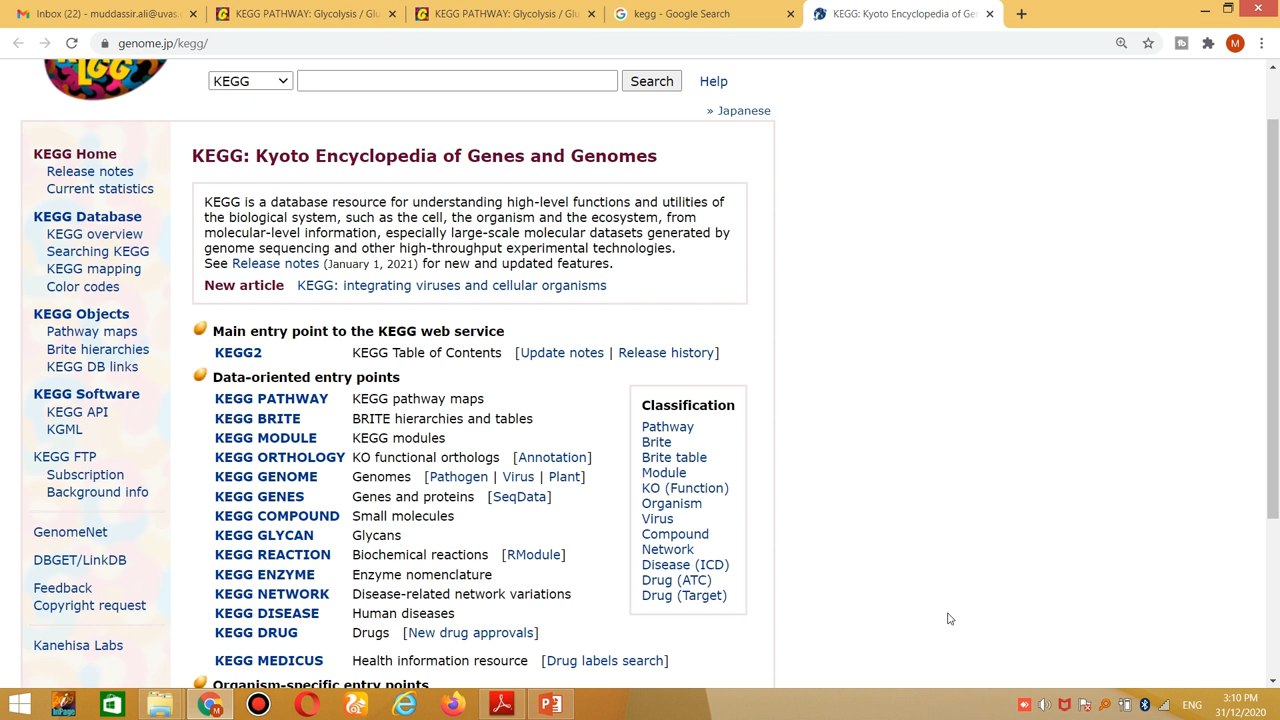 Inbox (22) - muddassir.ali@uvas.
KEGG PATHWAY: Glycolysis / Glu
KEGG PATHWAY: Glycolysis / Glu
kegg - Google Search
KEGG: Kyoto Encyclopedia of Gen
genome.jp/kegg/
M
KEGG
KEGG
Search
Help
» Japanese
KEGG Home
Release notes
Current statistics
KEGG Database
KEGG overview
Searching KEGG
KEGG mapping
Color codes
KEGG Objects
Pathway maps
Brite hierarchies
KEGG DB links
KEGG Software
KEGG API
KGML
KEGG FTP
Subscription
Background info
GenomeNet
DBGET/LinkDB
Feedback
Copyright request
Kanehisa Labs
KEGG: Kyoto Encyclopedia of Genes and Genomes
KEGG is a database resource for understanding high-level functions and utilities of
the biological system, such as the cell, the organism and the ecosystem, from
molecular-level information, especially large-scale molecular datasets generated by
genome sequencing and other high-throughput experimental technologies.
See Release notes (January 1, 2021) for new and updated features.
New article KEGG: integrating viruses and cellular organisms
Main entry point to the KEGG web service
KEGG2 KEGG Table of Contents [Update notes | Release history]
Data-oriented entry points
KEGG PATHWAY KEGG pathway maps
KEGG BRITE BRITE hierarchies and tables
KEGG MODULE KEGG modules
KEGG ORTHOLOGY KO functional orthologs [Annotation]
KEGG GENOME Genomes [Pathogen | Virus | Plant]
KEGG GENES Genes and proteins [SeqData]
KEGG COMPOUND Small molecules
KEGG GLYCAN Glycans
KEGG REACTION Biochemical reactions [RModule]
KEGG ENZYME Enzyme nomenclature
KEGG NETWORK Disease-related network variations
KEGG DISEASE Human diseases
KEGG DRUG Drugs [New drug approvals]
KEGG MEDICUS Health information resource [Drug labels search]
Organism-specific entry points
Classification
Pathway
Brite
Brite table
Module
KO (Function)
Organism
Virus
Compound
Network
Disease (ICD)
Drug (ATC)
Drug (Target)
ENG
3:10 PM
31/12/2020